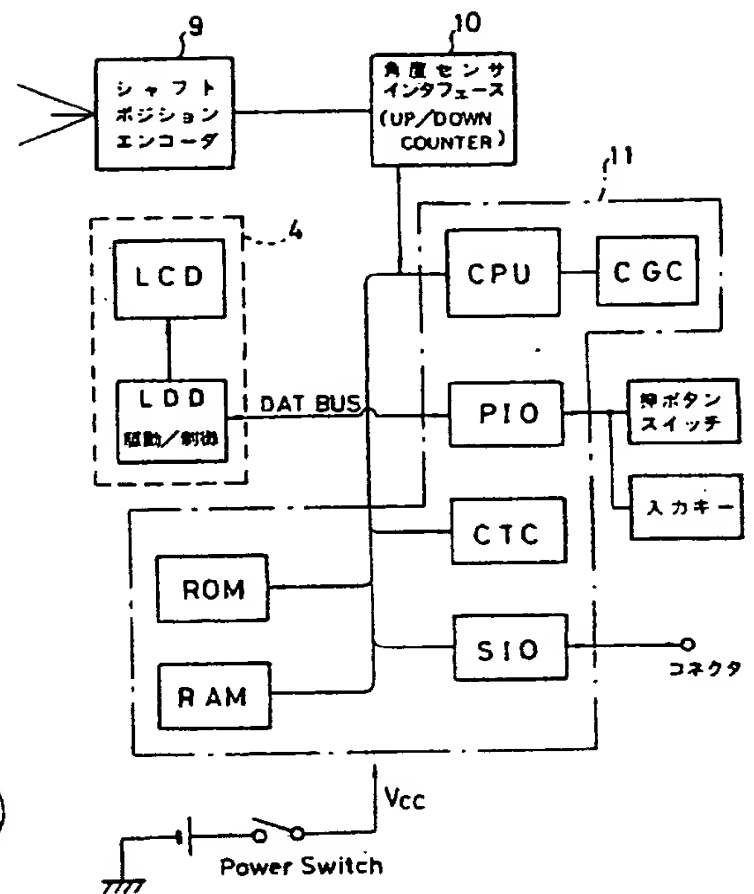 9
10
シャフト
ポジション
エンコーダ
角度センサ
インタフェース
(UP/DOWN
COUNTER)
11
4
LCD
CPU
CGC
LDD
駆動/制御
DAT BUS
PIO
押ボタン
スイッチ
入力キー
CTC
ROM
SIO
コネクタ
RAM
Vcc
Power Switch